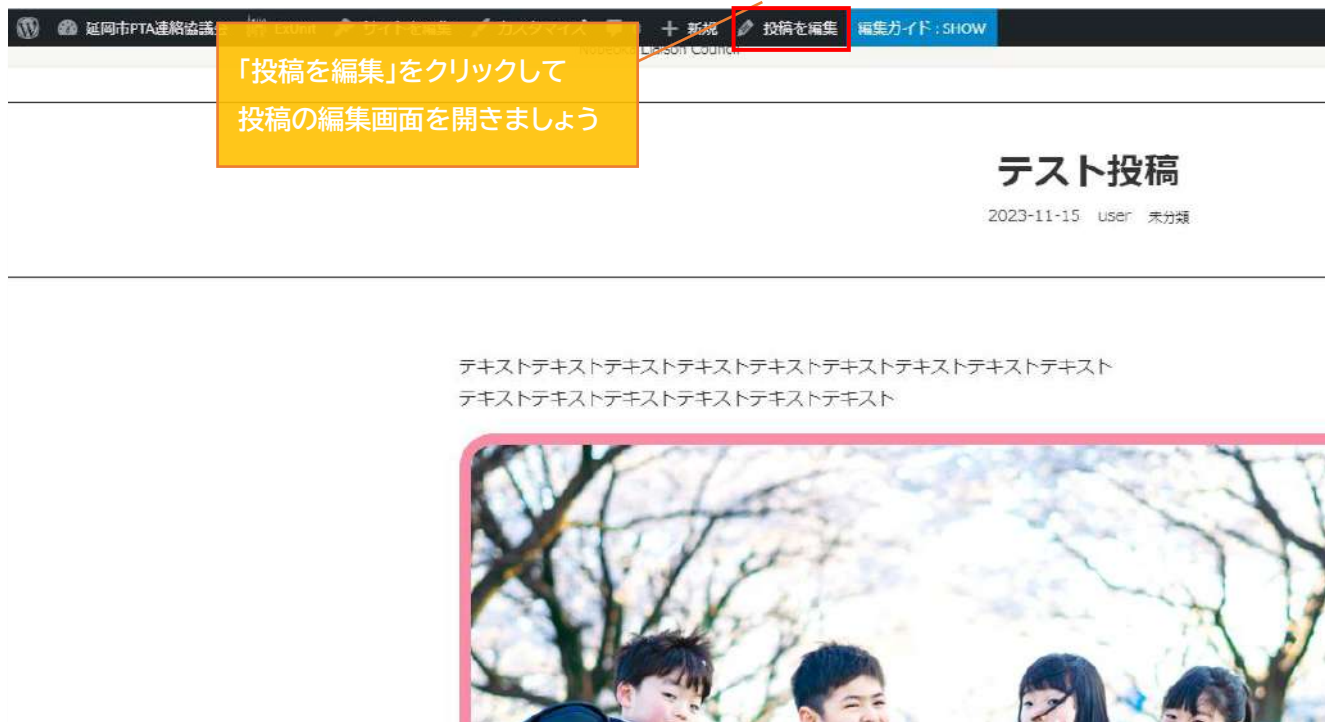 延岡市PTA連絡協議会 ExUnit サイトを編集 カスタマイズ 新規 投稿を編集 編集ガイド : SHOW
Liaison Council
「投稿を編集」をクリックして
投稿の編集画面を開きましょう
テスト投稿
2023-11-15 user 未分類
テキストテキストテキストテキストテキストテキストテキストテキストテキスト
テキストテキストテキストテキストテキストテキスト